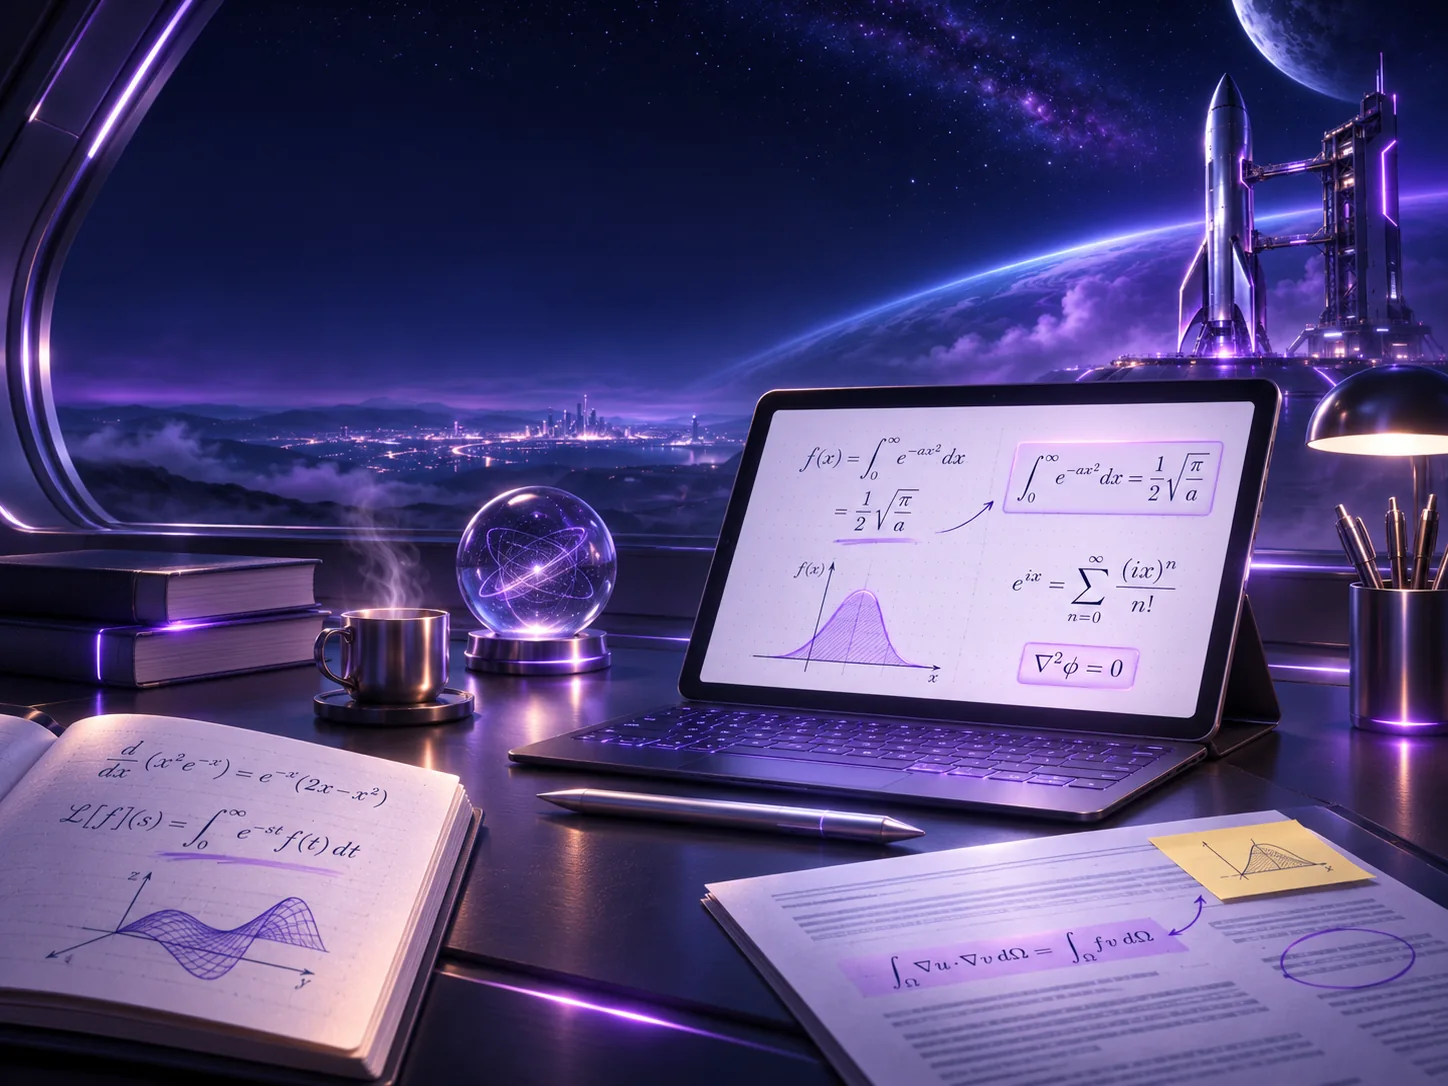 f(x) = ∫₀^∞ e^{-ax²} dx
= 1/2 √(π/a)
f(x)
x
∫₀^∞ e^{-ax²} dx = 1/2 √(π/a)
e^{ix} = ∑_{n=0}^∞ (ix)^n / n!
∇²ϕ = 0
d/dx (x²e^{-x}) = e^{-x}(2x-x²)
ℒ[f](s) = ∫₀^∞ e^{-st} f(t) dt
z
y
∫_Ω ∇u·∇v dΩ = ∫_Ω fv dΩ
x